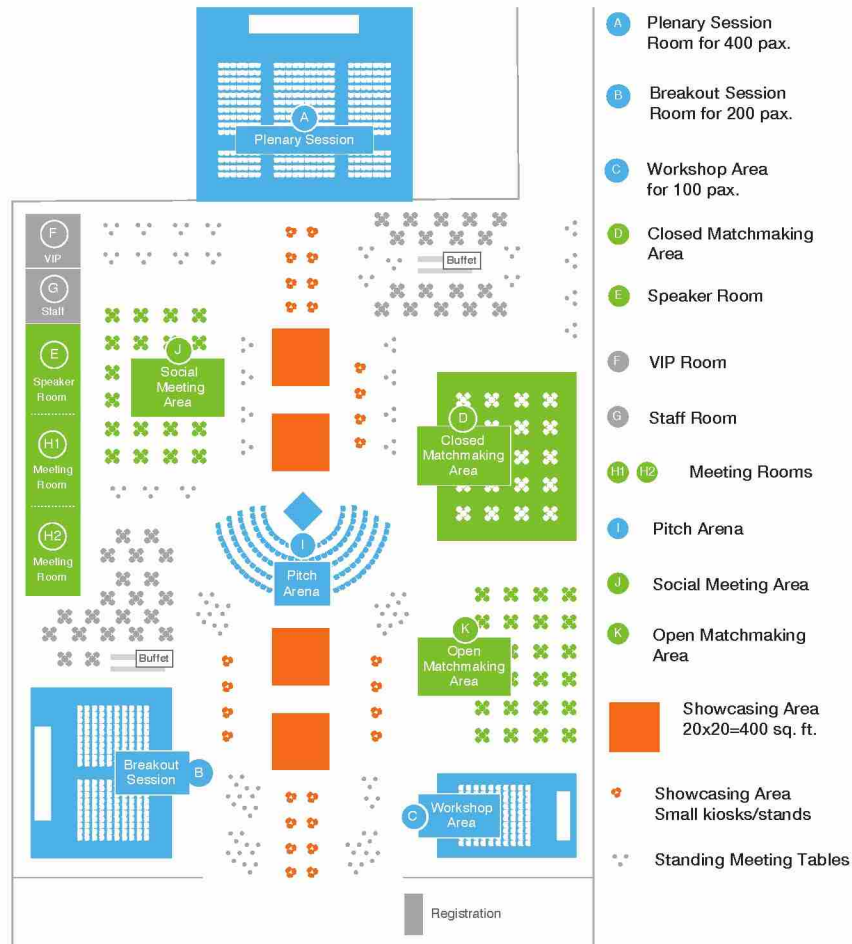 A
Plenary Session
F
VIP
G
Staff
E
Speaker
Room
H1
Meeting
Room
H2
Meeting
Room
Buffet
J
Social
Meeting
Area
D
Closed
Matchmaking
Area
I
Pitch
Arena
K
Open
Matchmaking
Area
Buffet
Breakout
Session
B
C
Workshop
Area
Registration
A
Plenary Session
Room for 400 pax.
B
Breakout Session
Room for 200 pax.
C
Workshop Area
for 100 pax.
D
Closed Matchmaking
Area
E
Speaker Room
F
VIP Room
G
Staff Room
H1 H2
Meeting Rooms
I
Pitch Arena
J
Social Meeting Area
K
Open Matchmaking
Area
Showcasing Area
20x20=400 sq. ft.
Showcasing Area
Small kiosks/stands
Standing Meeting Tables